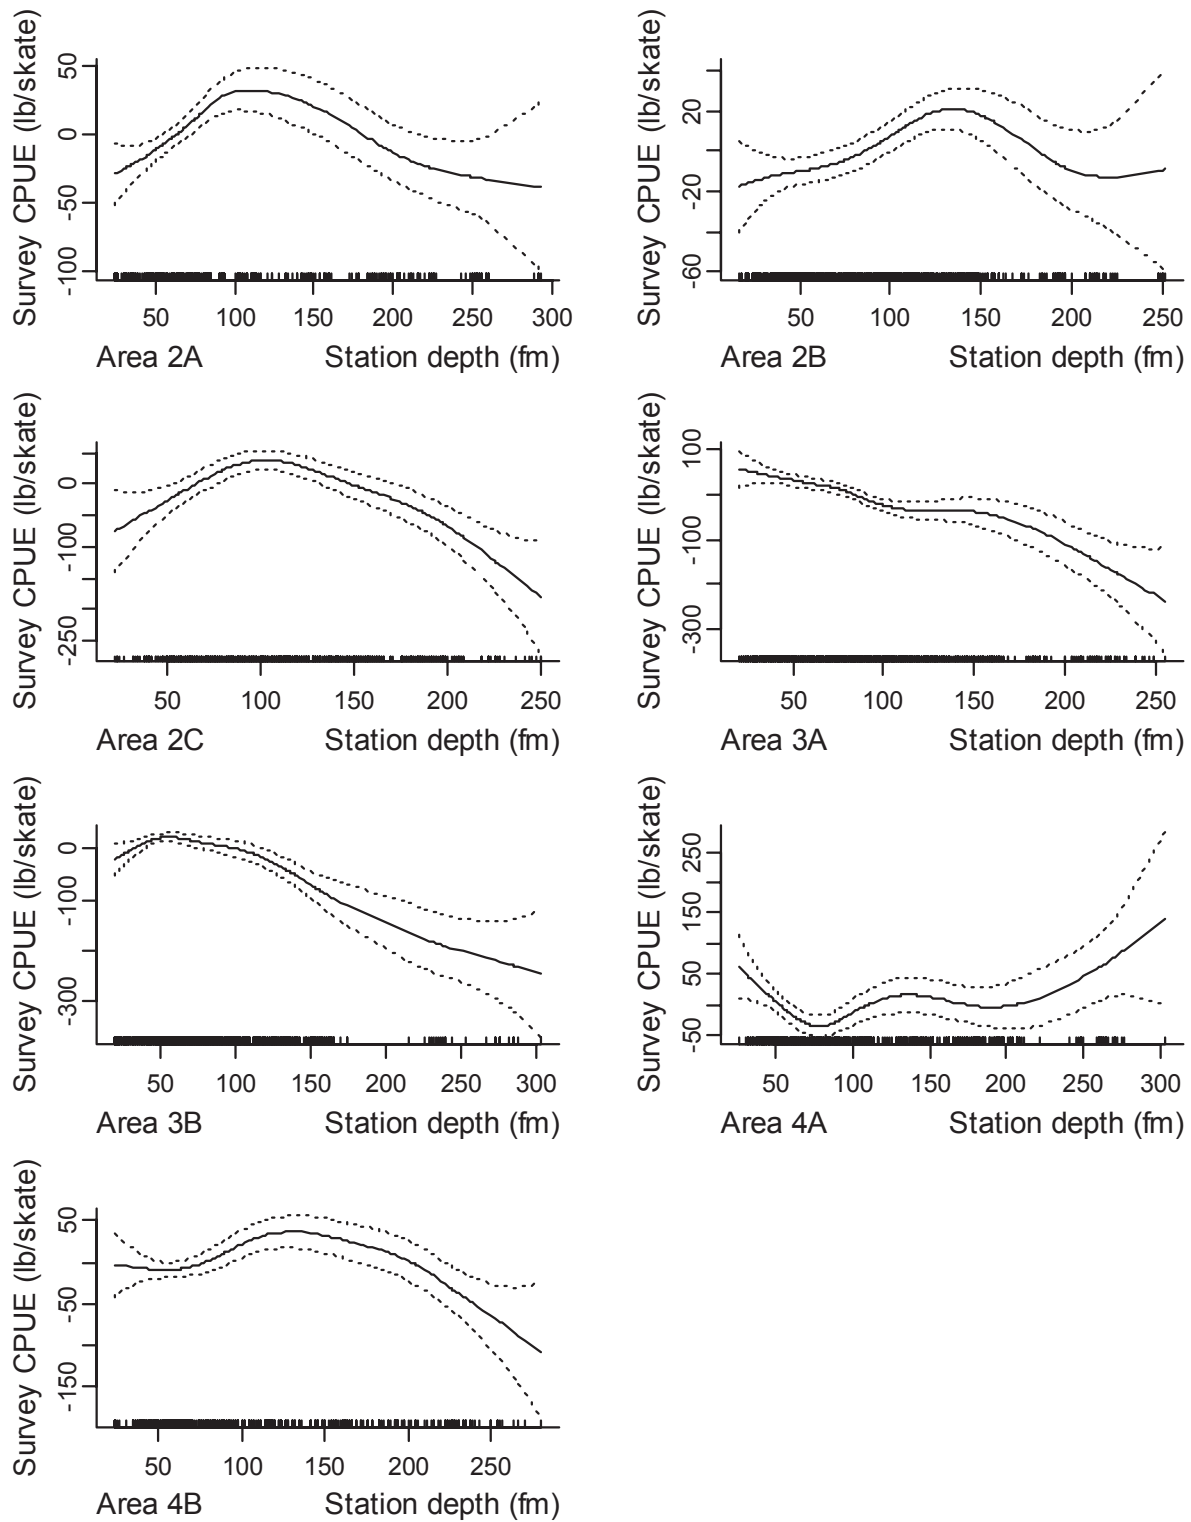 Survey CPUE (lb/skate)
50
0
-50
-100
50 100 150 200 250 300
Area 2A Station depth (fm)
Survey CPUE (lb/skate)
20
-20
-60
50 100 150 200 250
Area 2B Station depth (fm)
Survey CPUE (lb/skate)
0
-100
-250
50 100 150 200 250
Area 2C Station depth (fm)
Survey CPUE (lb/skate)
100
-100
-300
50 100 150 200 250
Area 3A Station depth (fm)
Survey CPUE (lb/skate)
0
-100
-300
50 100 150 200 250 300
Area 3B Station depth (fm)
Survey CPUE (lb/skate)
250
150
50
-50
50 100 150 200 250 300
Area 4A Station depth (fm)
Survey CPUE (lb/skate)
50
-50
-150
50 100 150 200 250
Area 4B Station depth (fm)